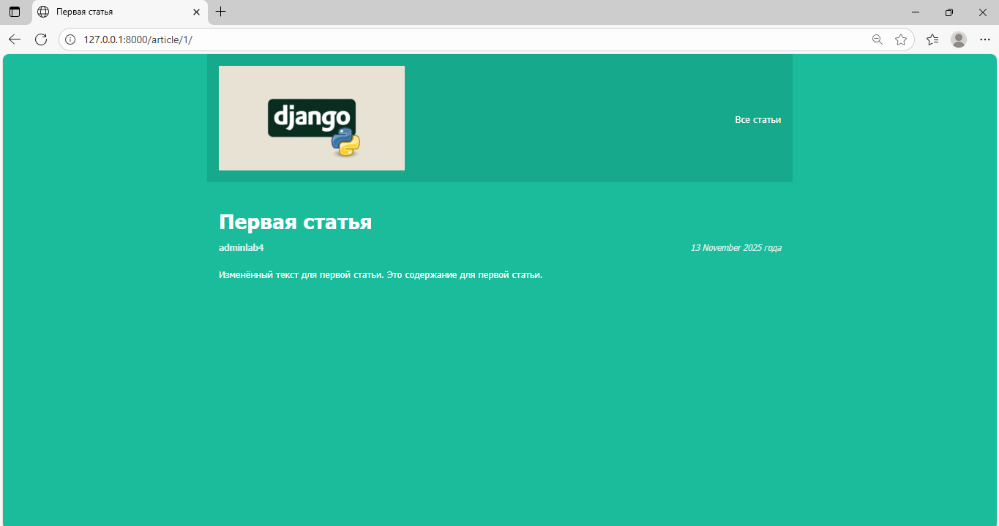 Первая статья
127.0.0.1:8000/article/1/
django
Все статьи
Первая статья
adminlab4
13 November 2025 года
Изменённый текст для первой статьи. Это содержание для первой статьи.